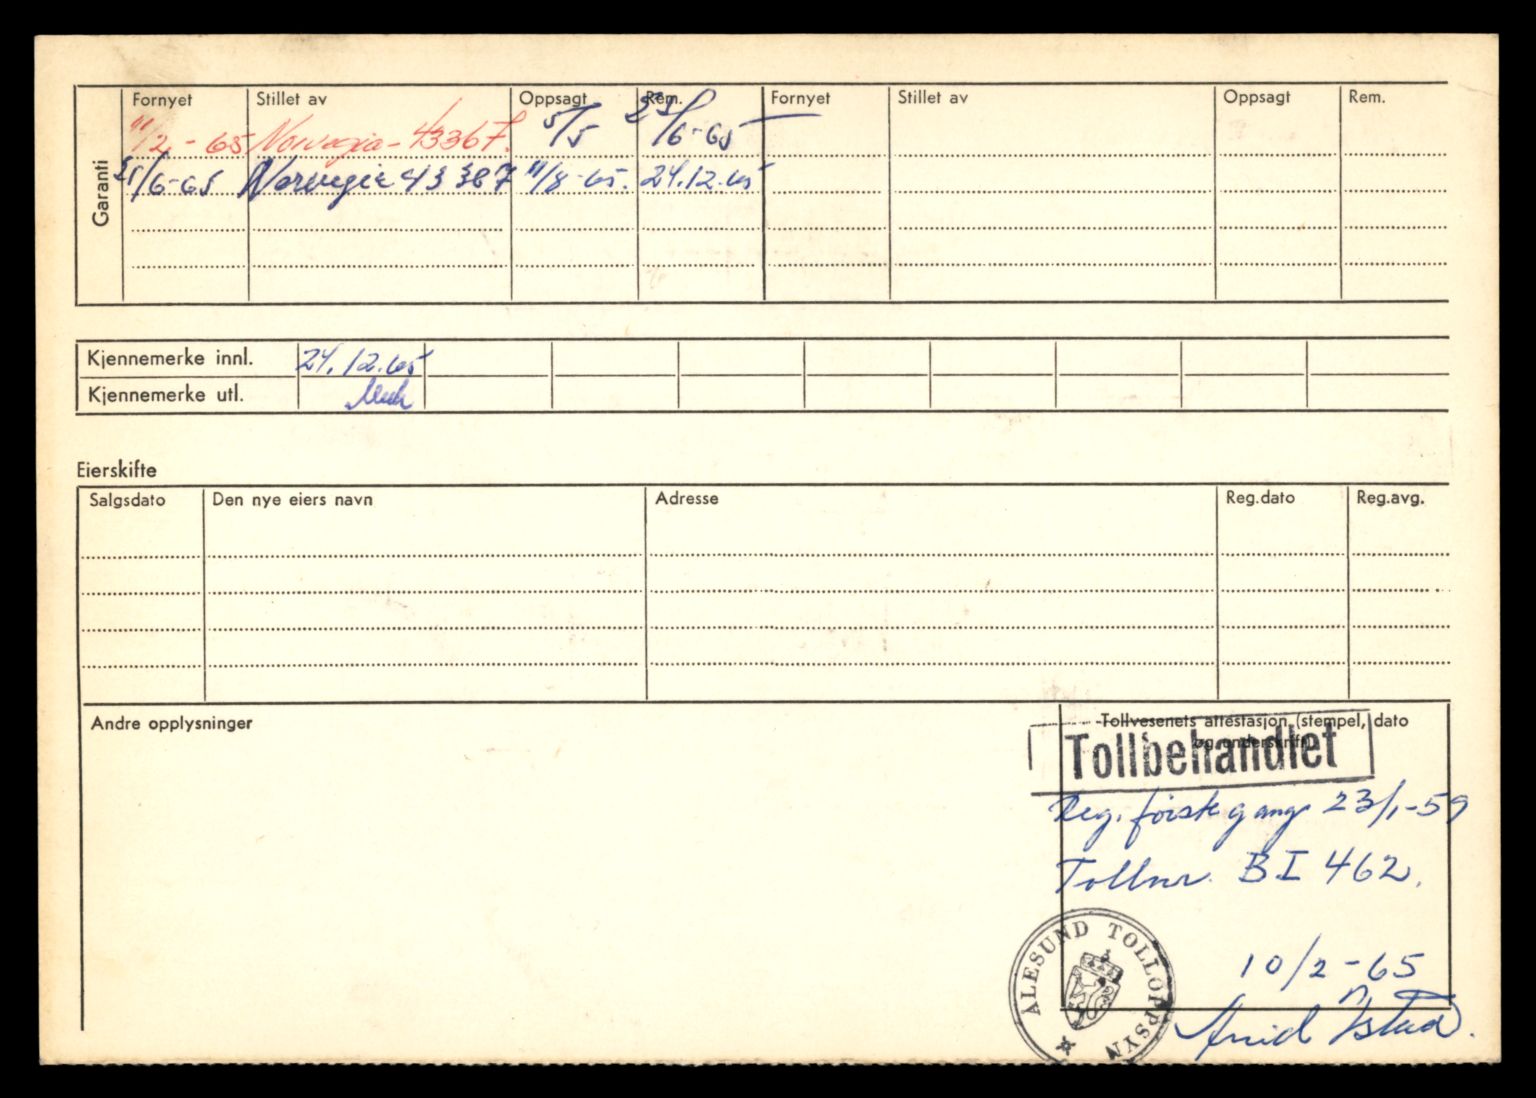 Garanti
Fornyet Stillet av Oppsagt Rem. Fornyet Stillet av Oppsagt Rem.
11/2 - 65 Norvegia - 43367. 5/5 25/6-65
25/6-65 Norvegia 43367 11/8-65. 24.12.65
Kjennemerke innl. 24.12.65
Kjennemerke utl.
Eierskifte
Salgsdato Den nye eiers navn Adresse Reg.dato Reg.avg.
Andre opplysninger
Tollvesenets attestasjon (stempel, dato
og underskrift)
Tollbehandlet
Reg. første gang 23/1-59
Tollnr. BI 462.
ÅLESUND TOLLOPPSYN
10/2-65
Arvid